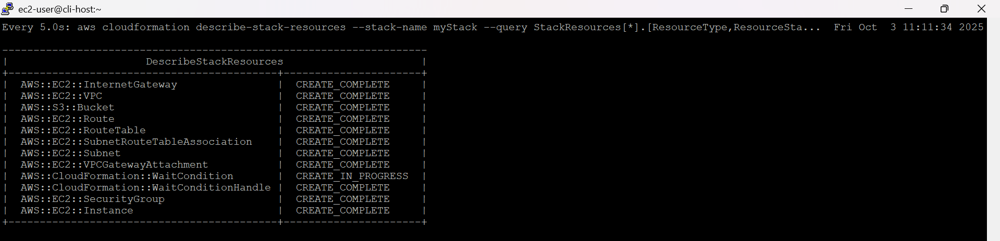 ec2-user@cli-host:~
Every 5.0s: aws cloudformation describe-stack-resources --stack-name myStack --query StackResources[*].[ResourceType,ResourceSta... Fri Oct  3 11:11:34 2025
--------------------------------------------------------------------
|                      DescribeStackResources                      |
+-------------------------------------------+----------------------+
|  AWS::EC2::InternetGateway                |  CREATE_COMPLETE     |
|  AWS::EC2::VPC                            |  CREATE_COMPLETE     |
|  AWS::S3::Bucket                          |  CREATE_COMPLETE     |
|  AWS::EC2::Route                          |  CREATE_COMPLETE     |
|  AWS::EC2::RouteTable                     |  CREATE_COMPLETE     |
|  AWS::EC2::SubnetRouteTableAssociation    |  CREATE_COMPLETE     |
|  AWS::EC2::Subnet                         |  CREATE_COMPLETE     |
|  AWS::EC2::VPCGatewayAttachment           |  CREATE_COMPLETE     |
|  AWS::CloudFormation::WaitCondition       |  CREATE_IN_PROGRESS  |
|  AWS::CloudFormation::WaitConditionHandle |  CREATE_COMPLETE     |
|  AWS::EC2::SecurityGroup                  |  CREATE_COMPLETE     |
|  AWS::EC2::Instance                       |  CREATE_COMPLETE     |
+-------------------------------------------+----------------------+